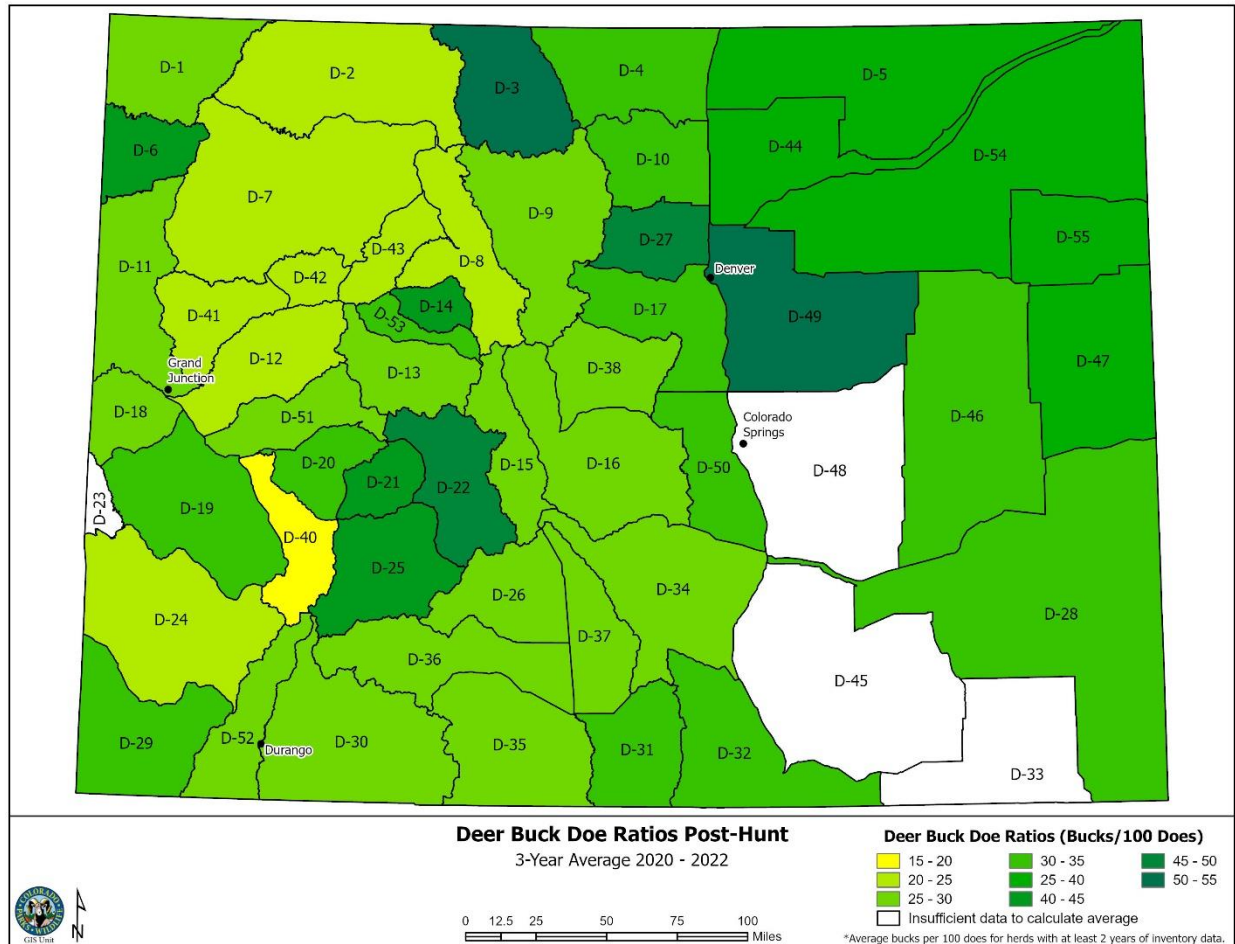 D-1
D-2
D-3
D-4
D-5
D-6
D-44
D-54
D-10
D-7
D-9
D-55
D-27
D-43
D-11
D-8
D-42
Denver
D-14
D-17
D-41
D-53
D-49
D-47
D-12
Grand
Junction
D-13
D-38
D-18
D-46
D-51
Colorado
Springs
D-20
D-15
D-16
D-50
D-48
D-21
D-22
D-23
D-19
D-40
D-25
D-34
D-26
D-24
D-28
D-37
D-36
D-45
D-29
D-52
Durango
D-30
D-35
D-31
D-32
D-33
Deer Buck Doe Ratios Post-Hunt
3-Year Average 2020 - 2022
Deer Buck Doe Ratios (Bucks/100 Does)
15 - 20
30 - 35
45 - 50
20 - 25
25 - 40
50 - 55
25 - 30
40 - 45
Insufficient data to calculate average
*Average bucks per 100 does for herds with at least 2 years of inventory data.
COLORADO
PARKS
WILDLIFE
GIS Unit
N
0 12.5 25 50 75 100
Miles